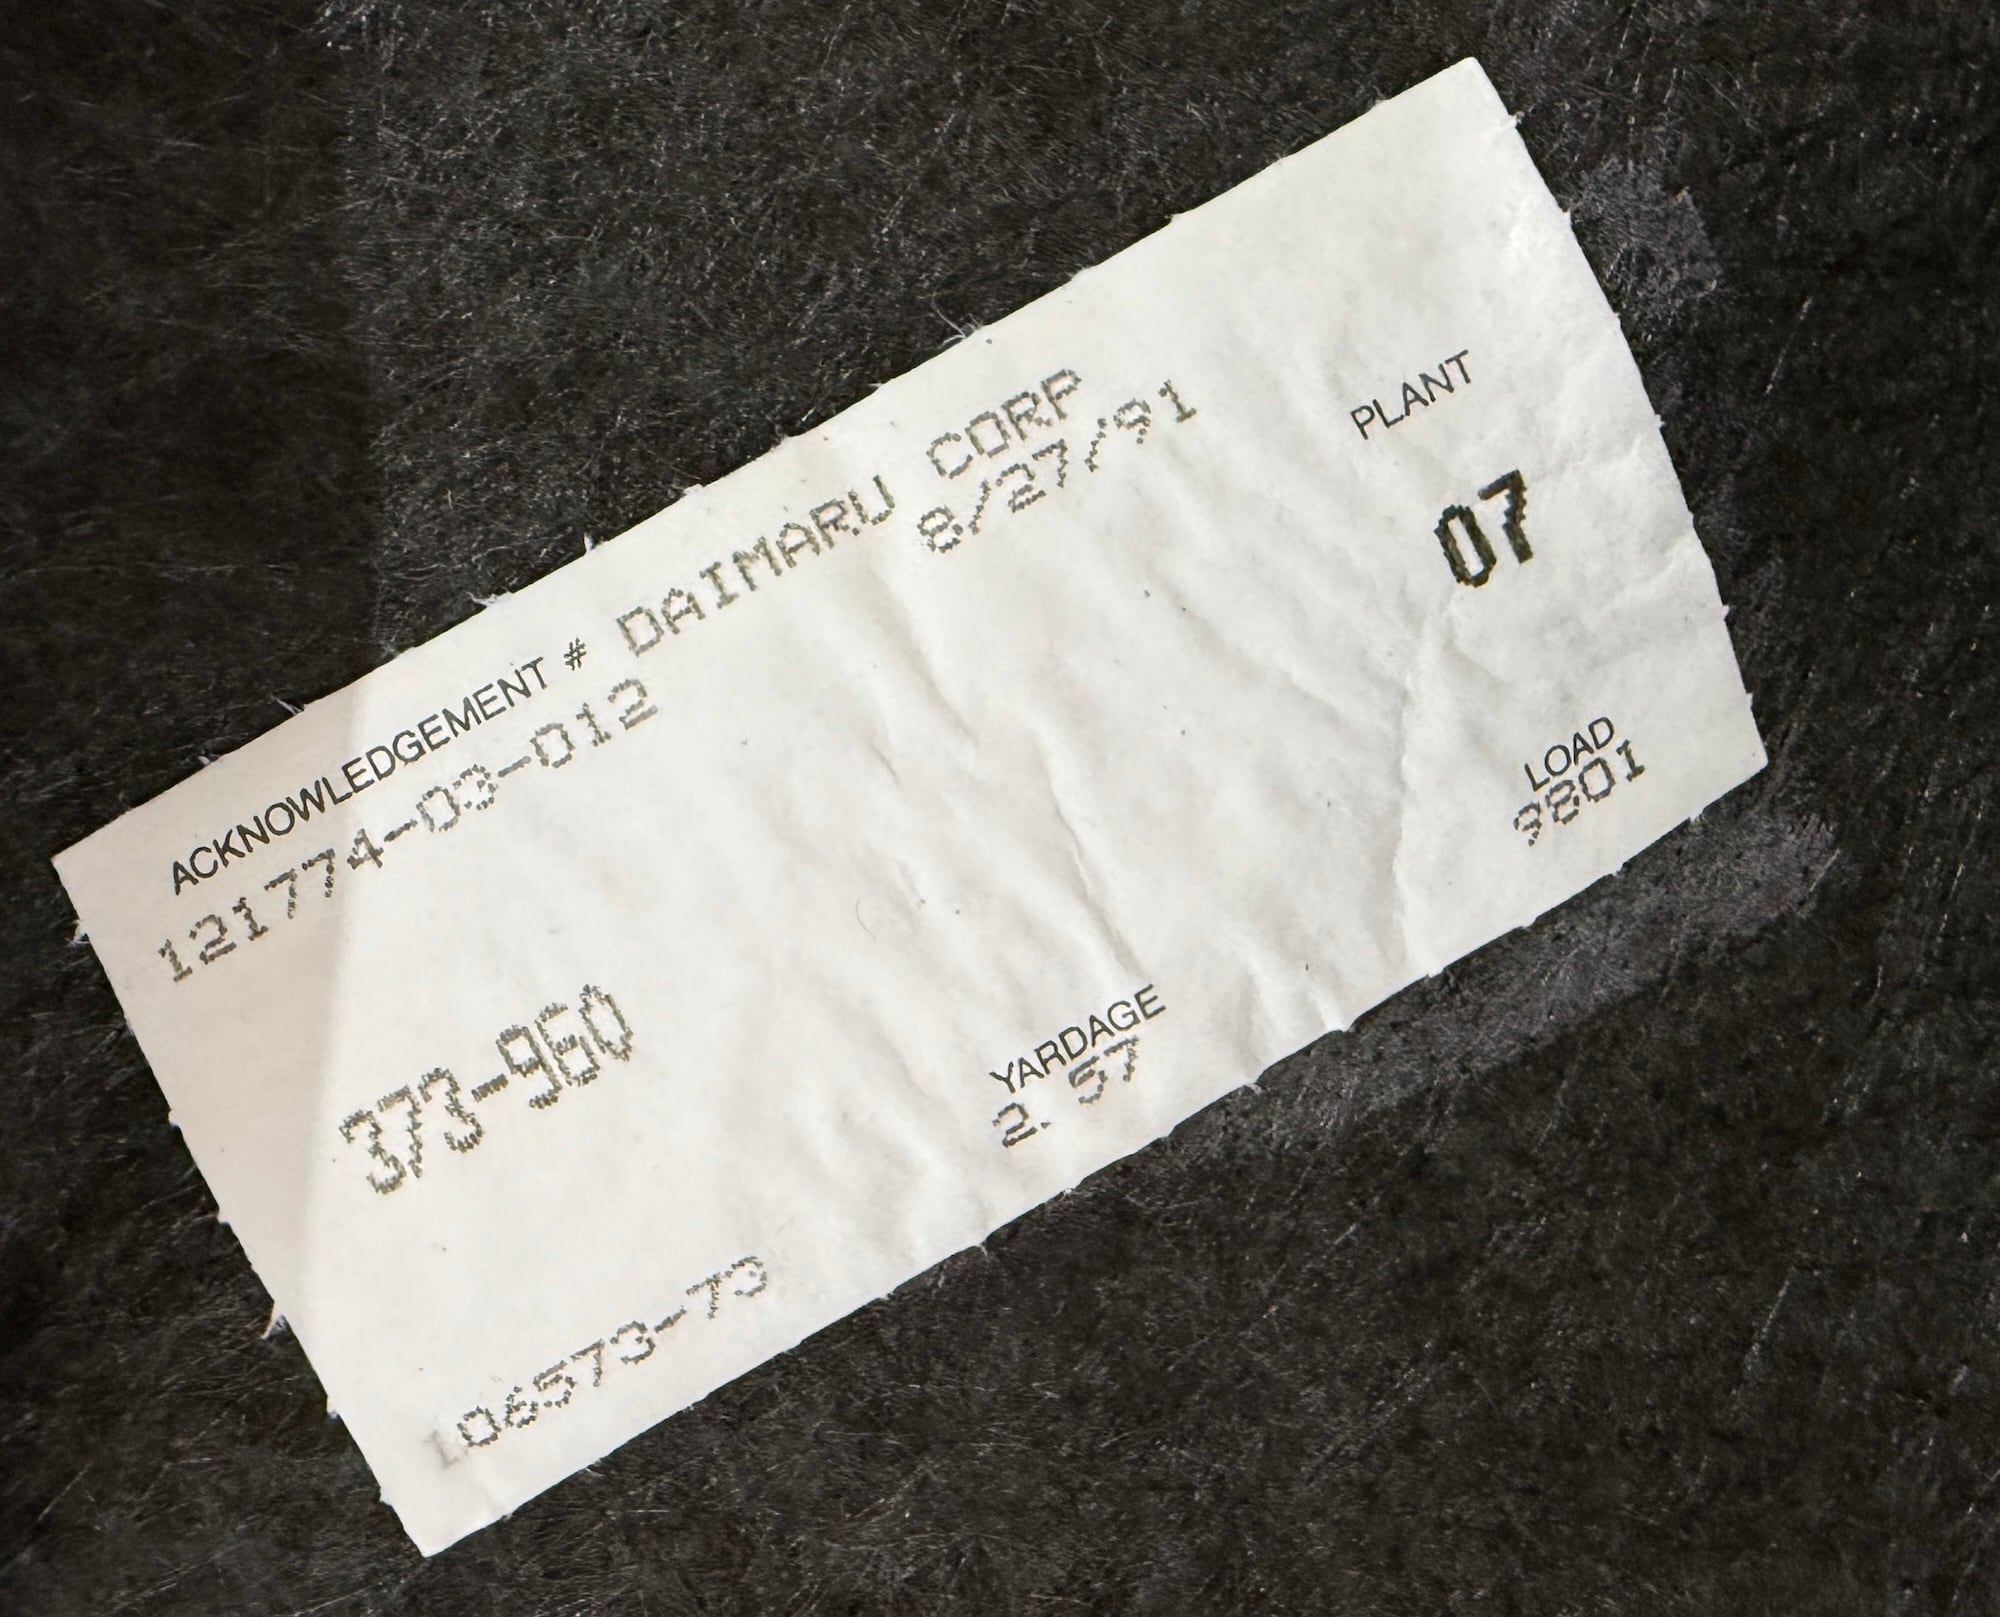 ACKNOWLEDGEMENT # DAIMARU CORP
121774-03-012 8/27/91
PLANT
07
373-960
YARDAGE
2. 57
LOAD
9801
106573-73